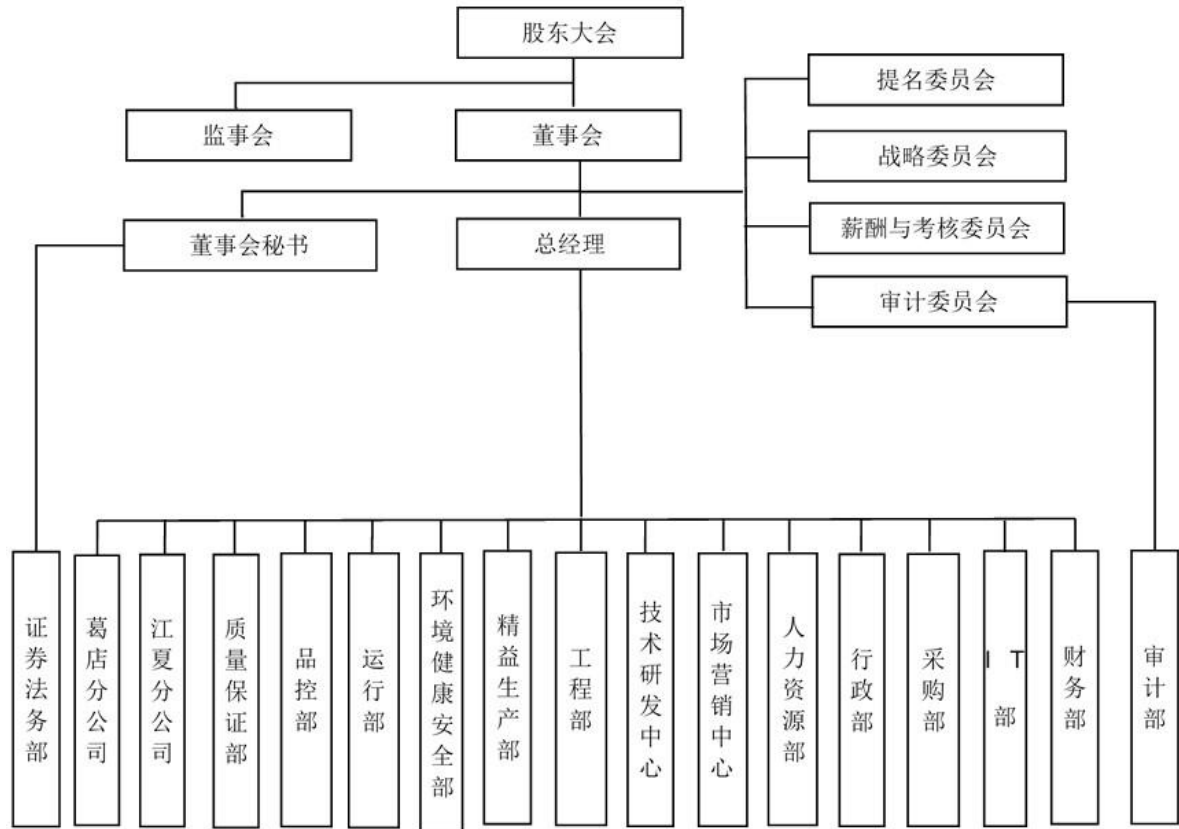 股东大会
提名委员会
监事会
董事会
战略委员会
董事会秘书
总经理
薪酬与考核委员会
审计委员会
证券法务部
葛店分公司
江夏分公司
质量保证部
品控部
运行部
环境健康安全部
精益生产部
工程部
技术研发中心
市场营销中心
人力资源部
行政部
采购部
IT部
财务部
审计部